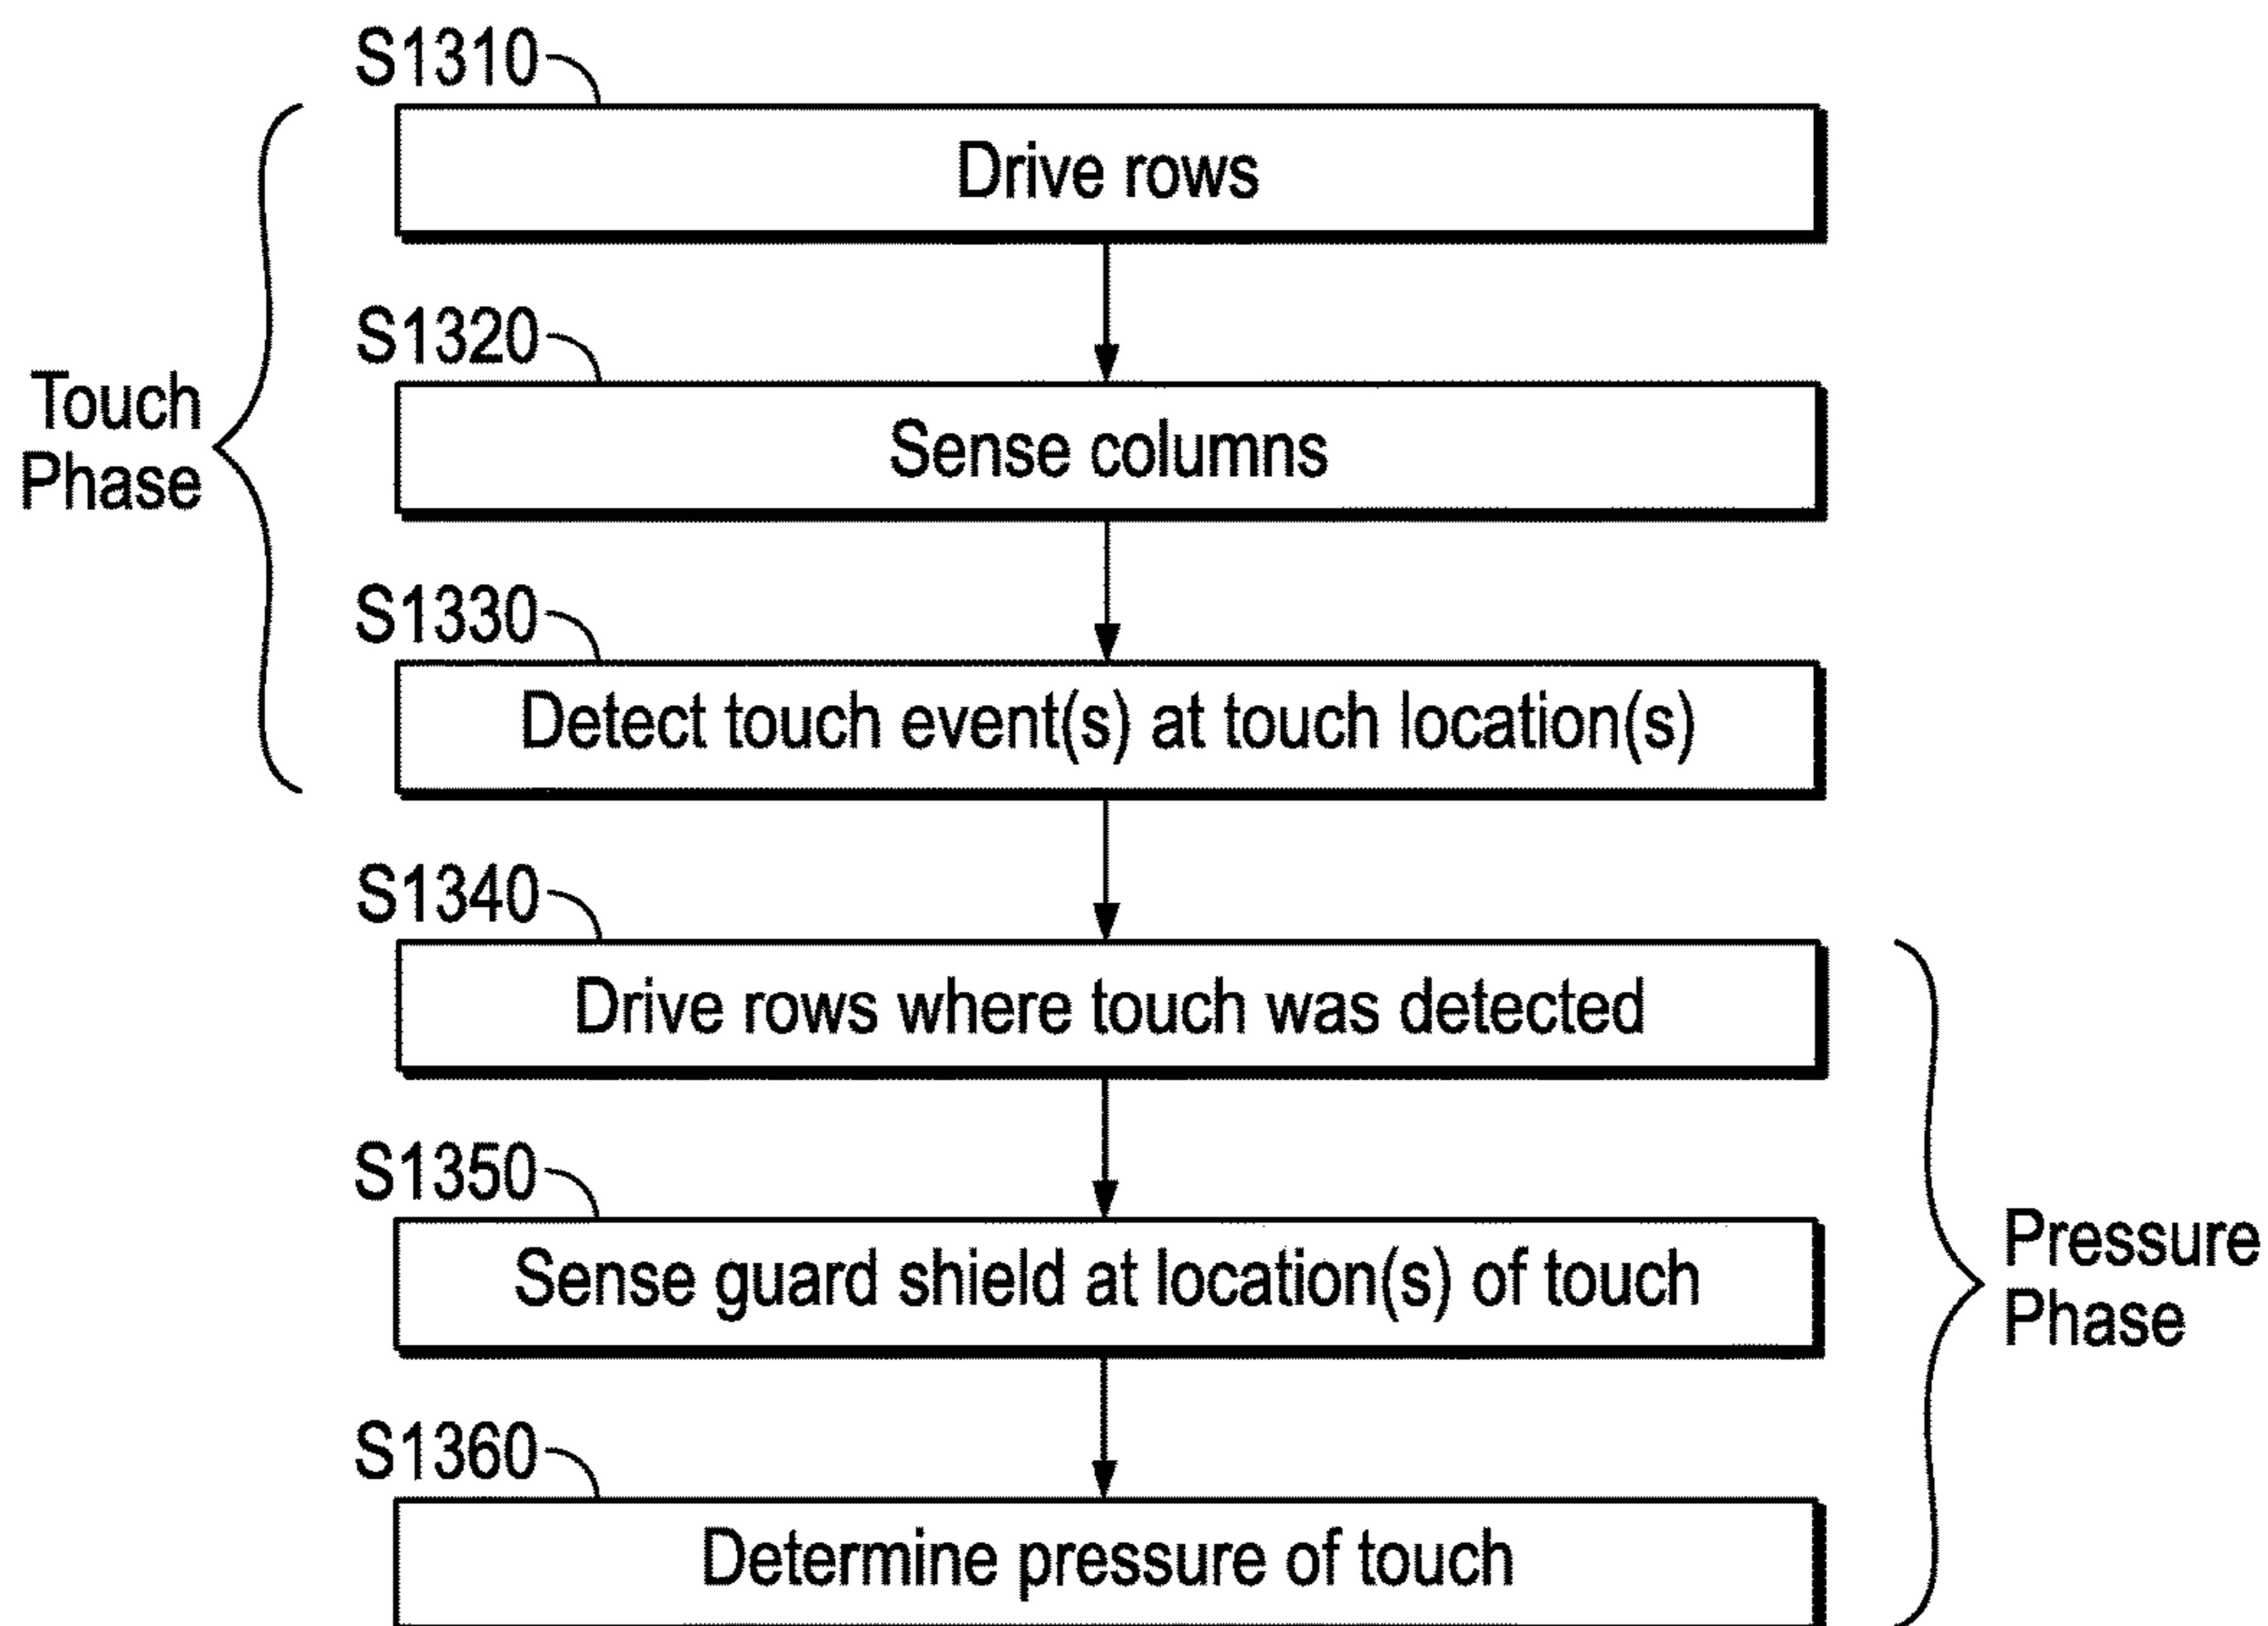 S1310
Drive rows
S1320
Sense columns
Touch
Phase
S1330
Detect touch event(s) at touch location(s)
S1340
Drive rows where touch was detected
S1350
Sense guard shield at location(s) of touch
Pressure
Phase
S1360
Determine pressure of touch